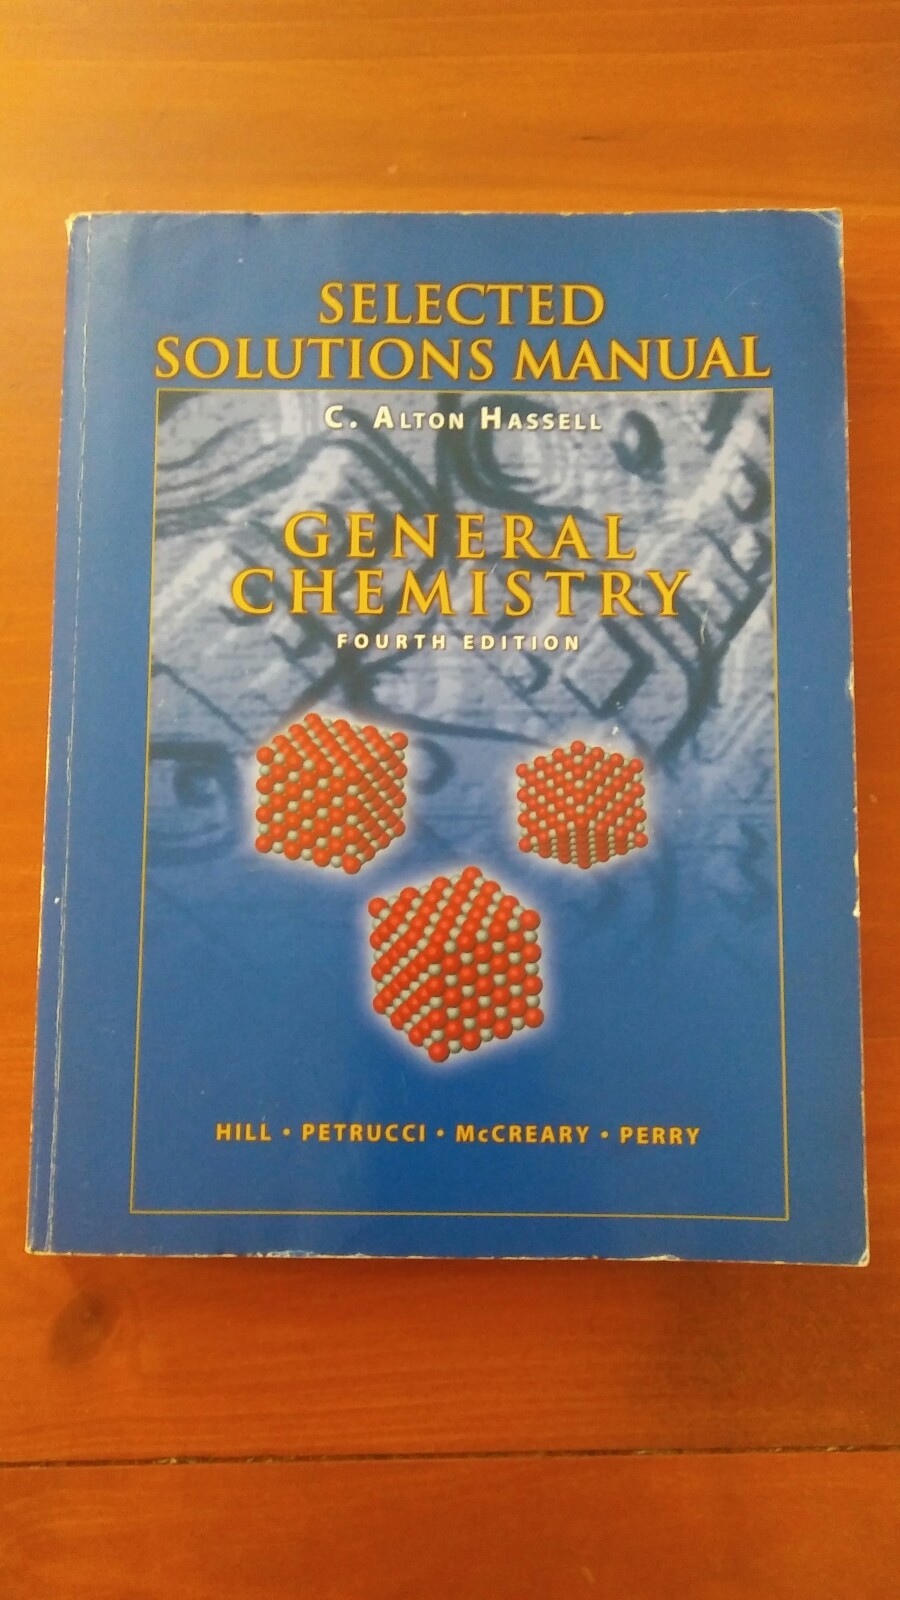 SELECTED
SOLUTIONS MANUAL
C. ALTON HASSELL
GENERAL
CHEMISTRY
FOURTH EDITION
HILL • PETRUCCI • McCREARY • PERRY